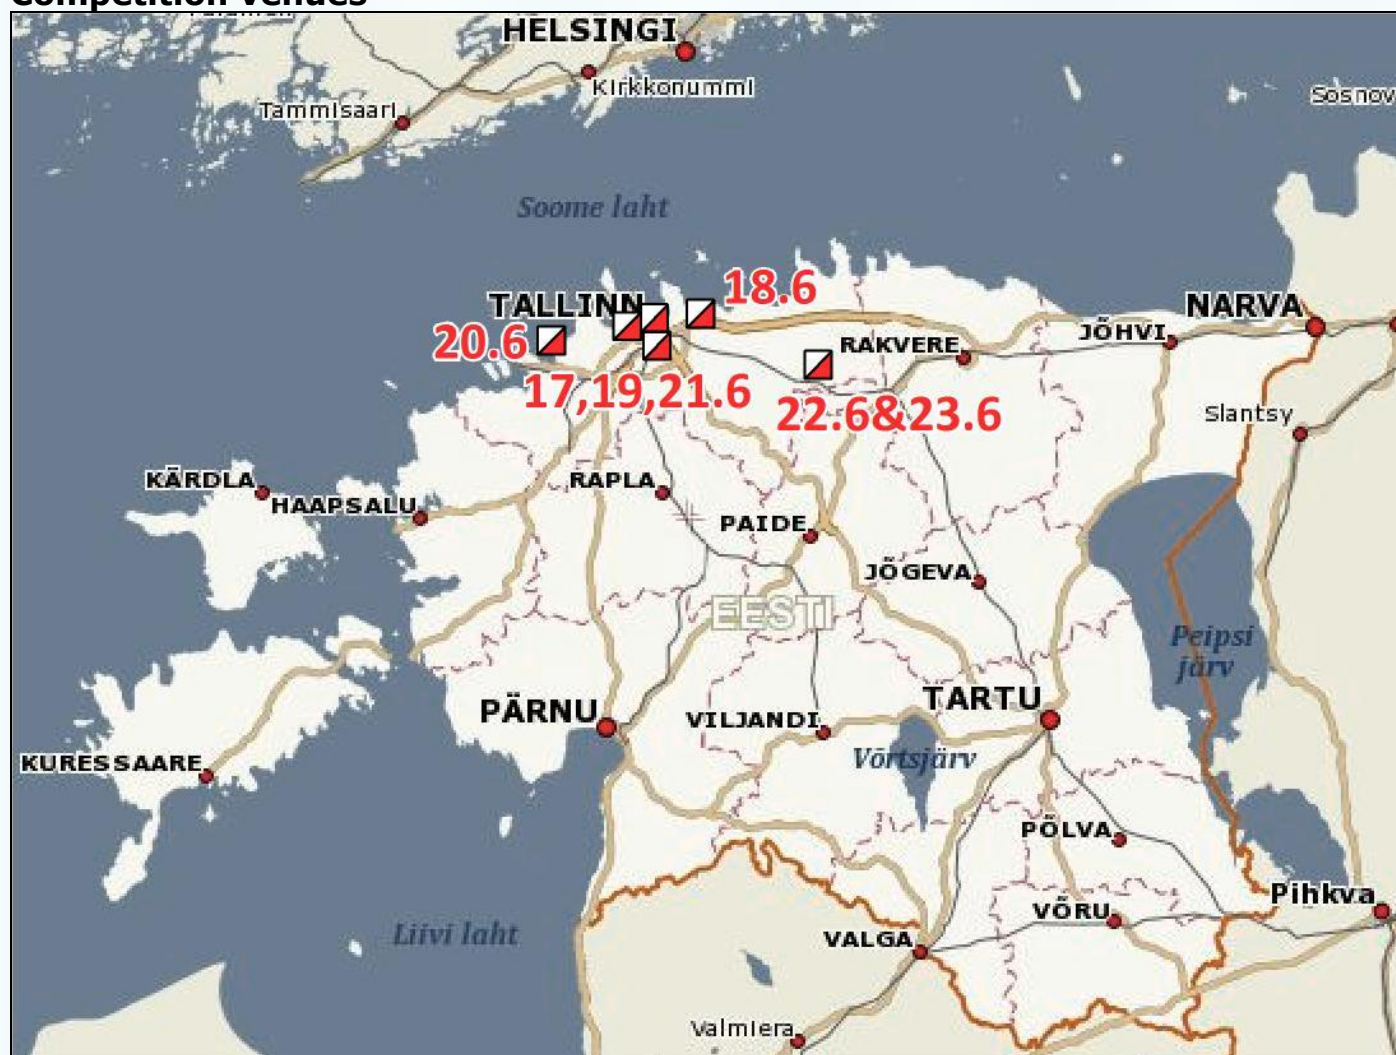 Competition venues
HELSINGI
Kirkkonummi
Tammisaari
Sosnov
Soome laht
18.6
TALLINN
NARVA
20.6
JÕHVI
RAKVERE
17,19,21.6
22.6&23.6
Slantsy
KÄRDLA
RAPLA
HAAPSALU
PAIDE
JÕGEVA
EESTI
Peipsi
järv
TARTU
PÄRNU
VILJANDI
Võrtsjärv
KURESSAARE
PÕLVA
Pihkva
VÕRU
Liivi laht
VALGA
Valmiera